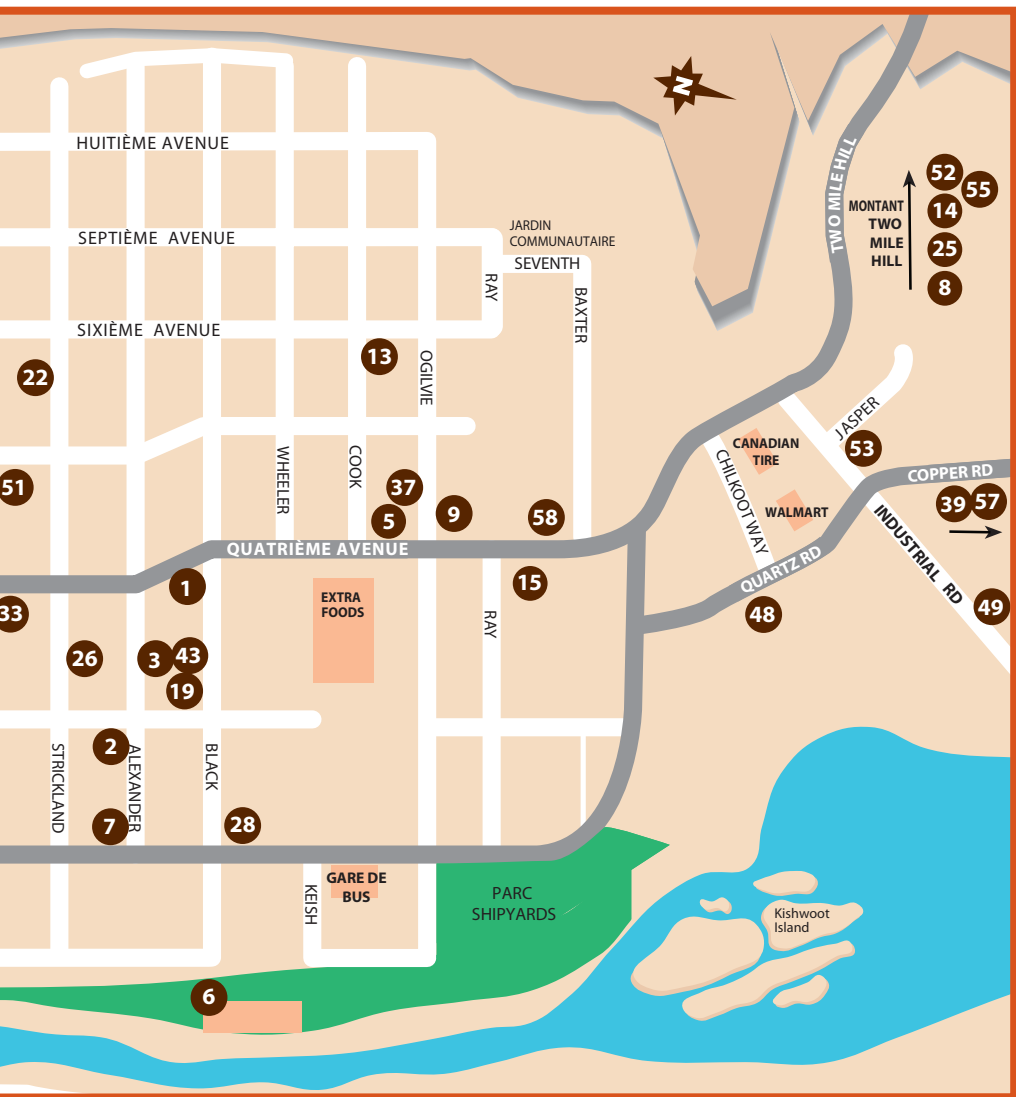 N
HUITIÈME AVENUE
TWO MILE HILL
52
55
MONTANT
TWO
MILE
HILL
14
25
8
SEPTIÈME AVENUE
JARDIN
COMMUNAUTAIRE
SEVENTH
RAY
BAXTER
SIXIÈME AVENUE
13
OGILVIE
22
JASPER
53
CANADIAN
TIRE
CHILKOOT WAY
WALMART
COPPER RD
39
57
WHEELER
COOK
51
37
5
9
58
QUATRIÈME AVENUE
QUARTZ RD
INDUSTRIAL RD
1
EXTRA
FOODS
15
33
RAY
48
49
26
3
43
19
2
STRICKLAND
ALEXANDER
BLACK
7
28
KEISH
GARE DE
BUS
PARC
SHIPYARDS
Kishwoot
Island
6